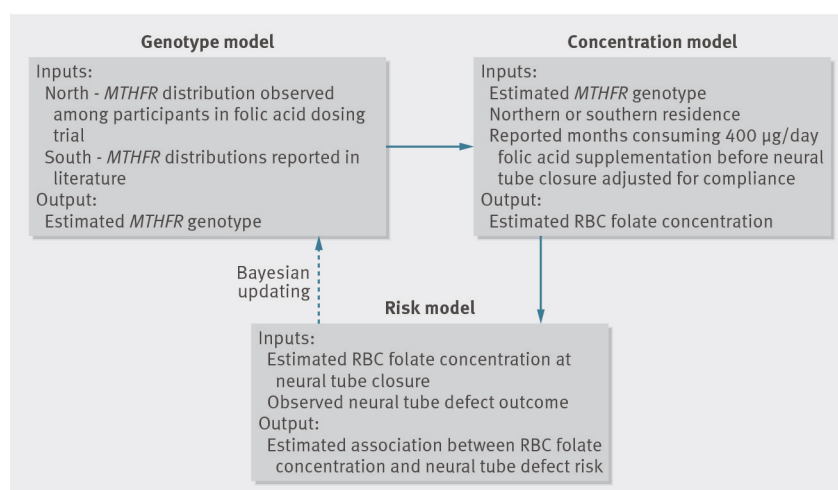 Genotype model
Inputs:
North - MTHFR distribution observed
among participants in folic acid dosing
trial
South - MTHFR distributions reported in
literature
Output:
Estimated MTHFR genotype
Concentration model
Inputs:
Estimated MTHFR genotype
Northern or southern residence
Reported months consuming 400 µg/day
folic acid supplementation before neural
tube closure adjusted for compliance
Output:
Estimated RBC folate concentration
Bayesian
updating
Risk model
Inputs:
Estimated RBC folate concentration at
neural tube closure
Observed neural tube defect outcome
Output:
Estimated association between RBC folate
concentration and neural tube defect risk